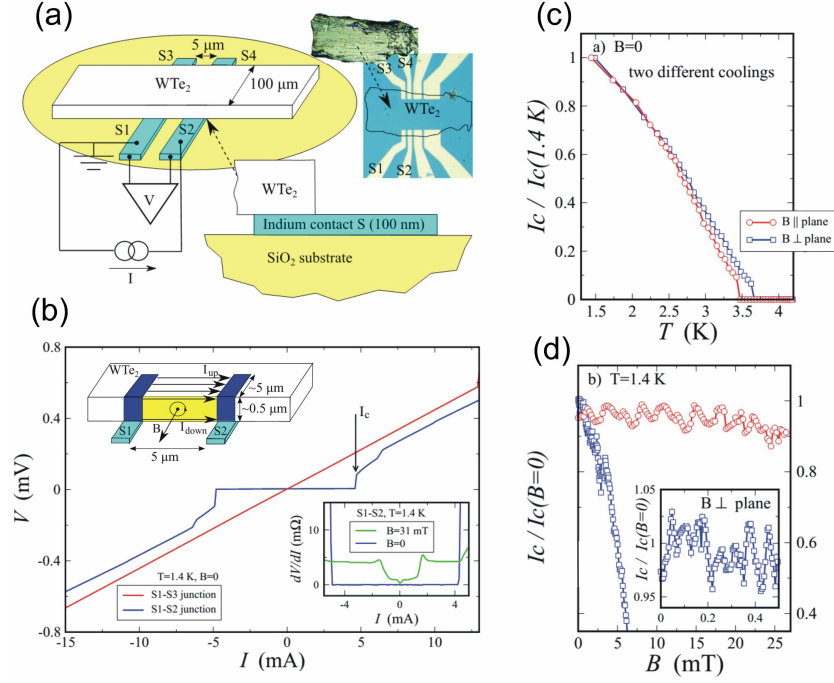 (a)
S3
5 μm
S4
WTe2
100 μm
S1
S2
V
I
WTe2
Indium contact S (100 nm)
SiO2 substrate
S3
S4
WTe2
S1
S2
(b)
0.8
0.4
0
-0.4
-0.8
V (mV)
-15
-10
-5
0
5
10
I (mA)
WTe2
Iup
~5 μm
~0.5 μm
B
Idown
S1
S2
5 μm
Ic
T=1.4 K, B=0
S1-S3 junction
S1-S2 junction
S1-S2, T=1.4 K
B=31 mT
B=0
dV/dI (mΩ)
10
0
-4
0
4
I (mA)
(c)
a) B=0
two different coolings
Ic / Ic(1.4 K)
1
0.8
0.6
0.4
0.2
0
B || plane
B ⊥ plane
1.5
2
2.5
3
3.5
4
T (K)
(d)
b) T=1.4 K
Ic / Ic(B=0)
1
0.8
0.6
0.4
0
5
10
15
20
25
B (mT)
B ⊥ plane
Ic / Ic(B=0)
1.05
1
0.95
0
0.2
0.4